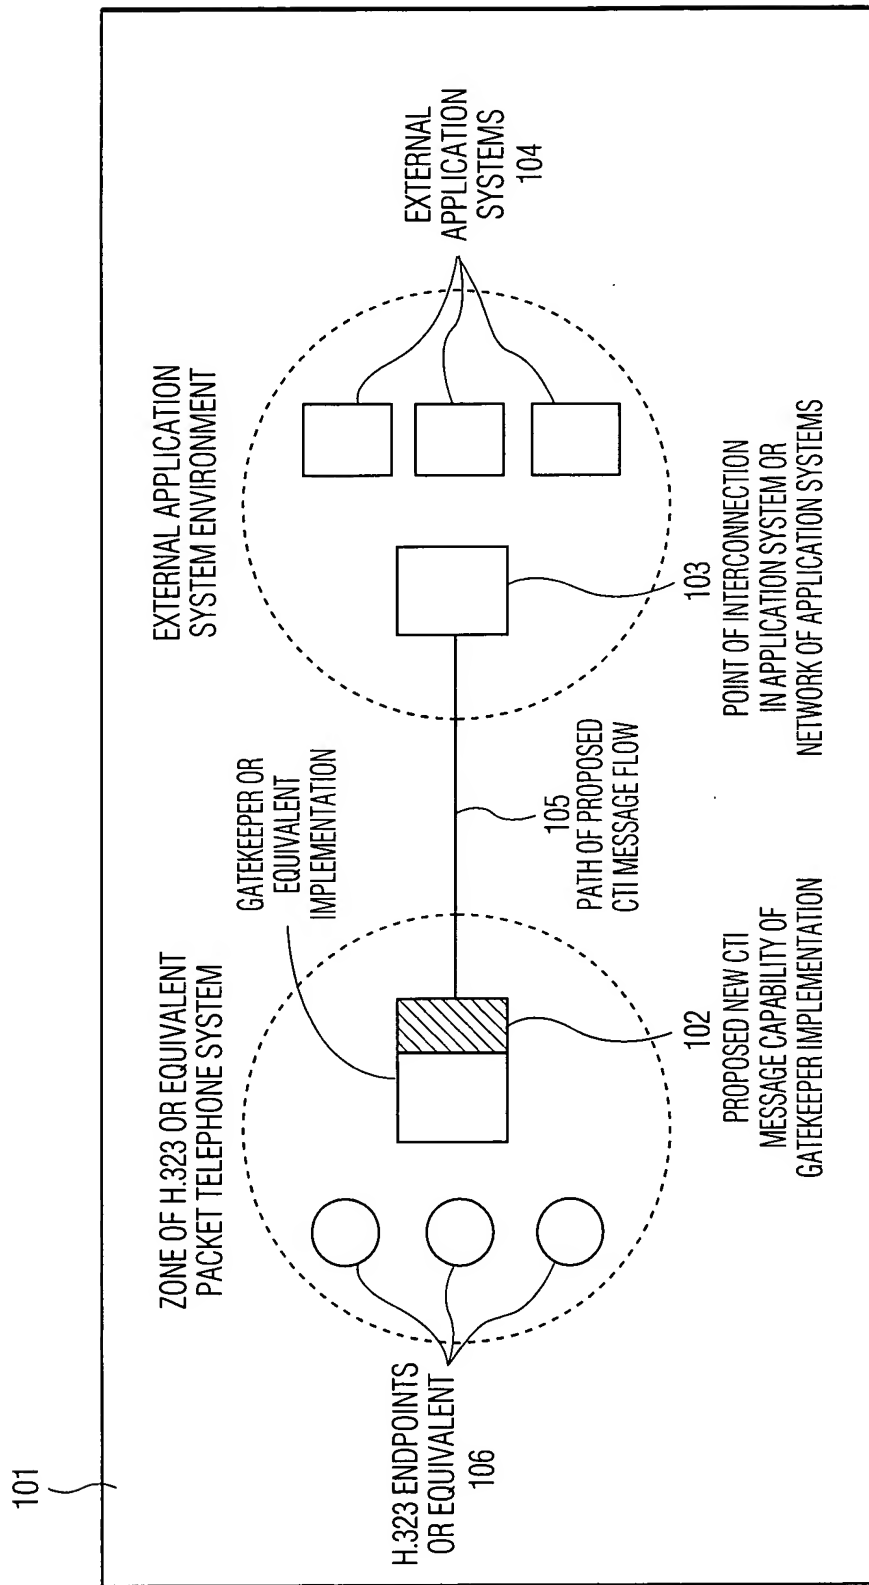 101
ZONE OF H.323 OR EQUIVALENT
PACKET TELEPHONE SYSTEM
GATEKEEPER OR
EQUIVALENT
IMPLEMENTATION
EXTERNAL APPLICATION
SYSTEM ENVIRONMENT
H.323 ENDPOINTS
OR EQUIVALENT
106
102
PROPOSED NEW CTI
MESSAGE CAPABILITY OF
GATEKEEPER IMPLEMENTATION
105
PATH OF PROPOSED
CTI MESSAGE FLOW
103
POINT OF INTERCONNECTION
IN APPLICATION SYSTEM OR
NETWORK OF APPLICATION SYSTEMS
EXTERNAL
APPLICATION
SYSTEMS
104